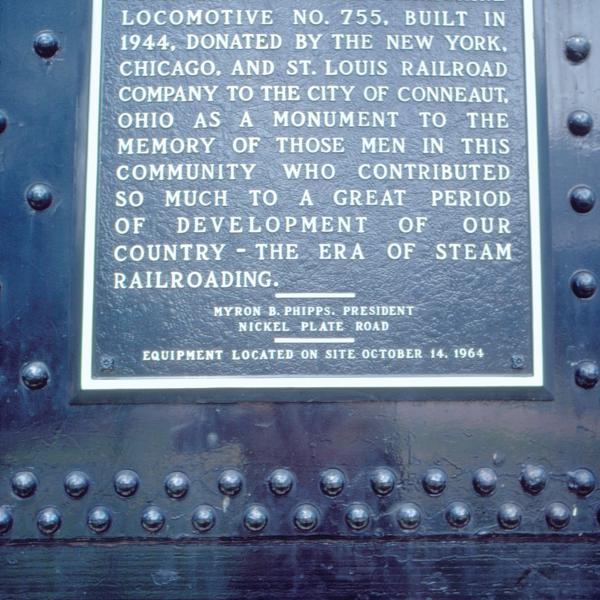 LOCOMOTIVE NO. 755, BUILT IN
1944, DONATED BY THE NEW YORK,
CHICAGO, AND ST. LOUIS RAILROAD
COMPANY TO THE CITY OF CONNEAUT,
OHIO AS A MONUMENT TO THE
MEMORY OF THOSE MEN IN THIS
COMMUNITY WHO CONTRIBUTED
SO MUCH TO A GREAT PERIOD
OF DEVELOPMENT OF OUR
COUNTRY - THE ERA OF STEAM
RAILROADING.
MYRON B. PHIPPS, PRESIDENT
NICKEL PLATE ROAD
EQUIPMENT LOCATED ON SITE OCTOBER 14, 1964